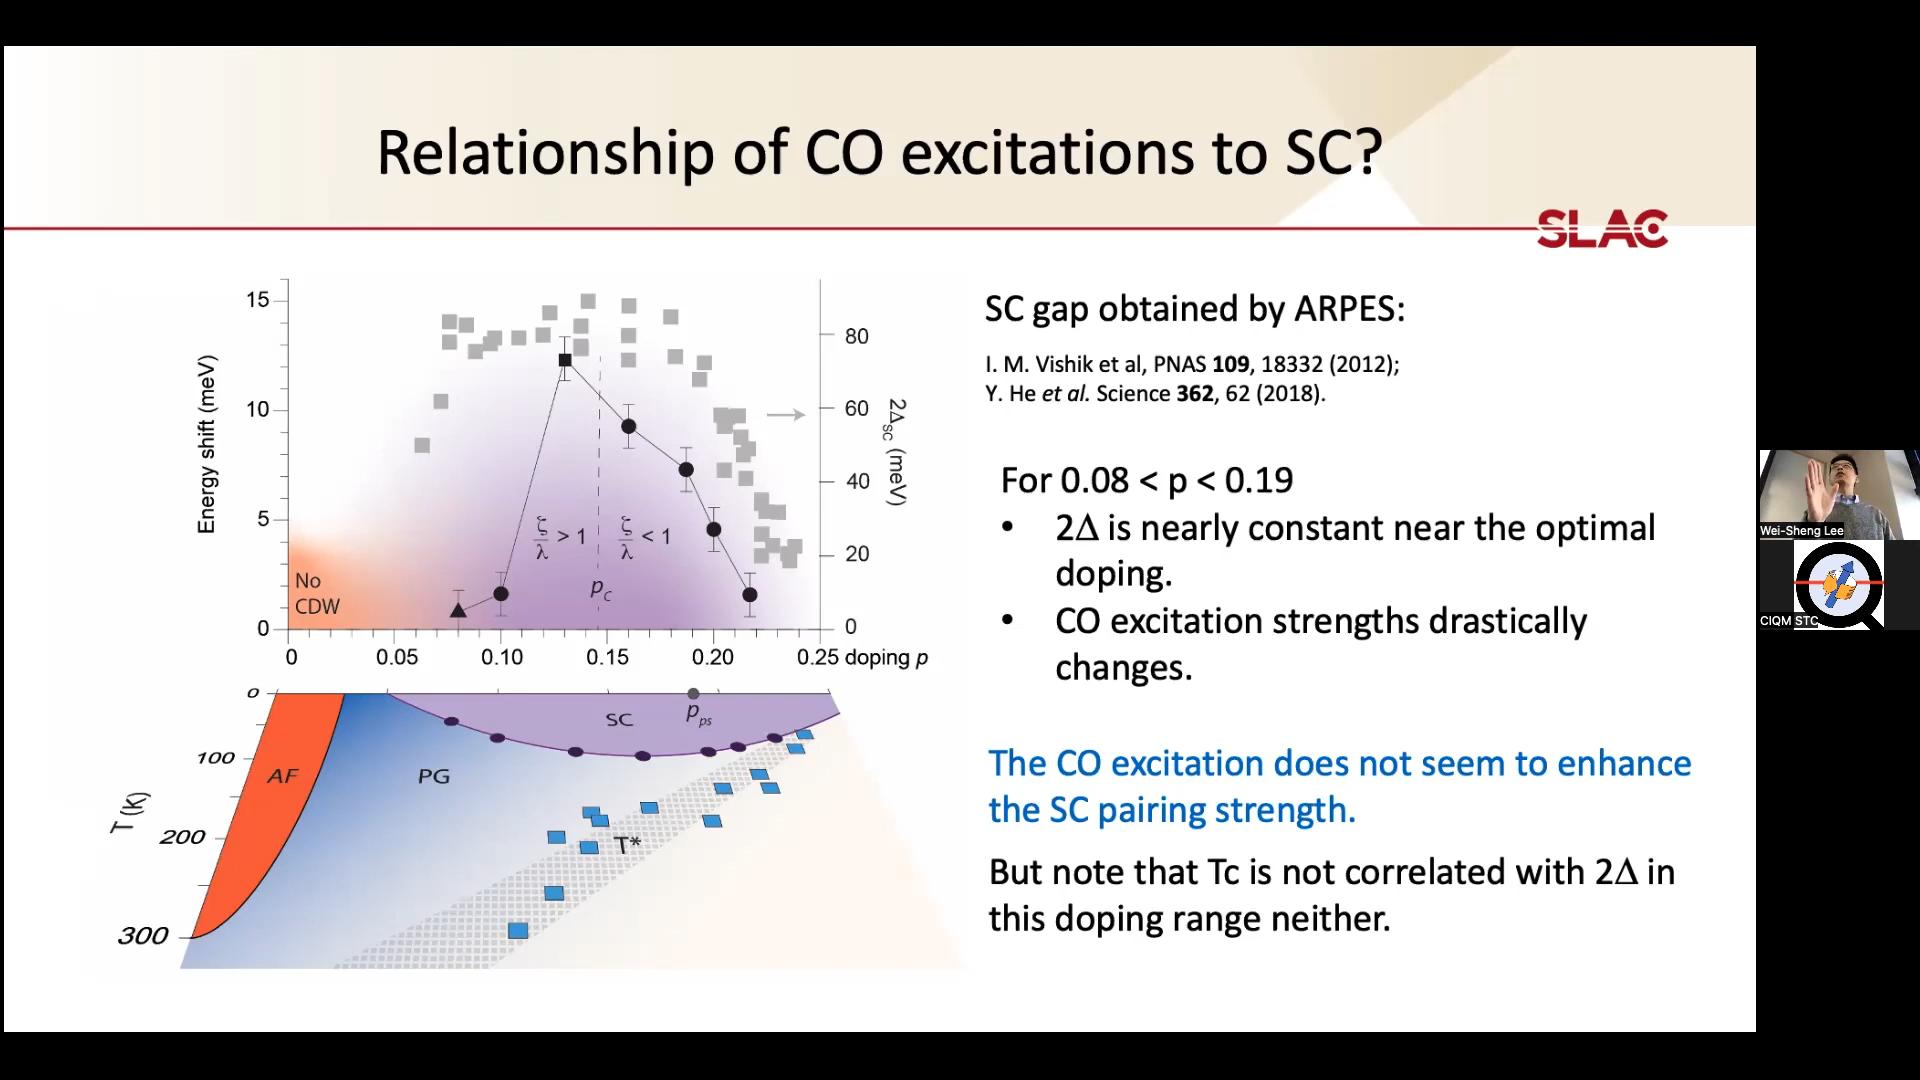 Relationship of CO excitations to SC?
SLAC
15
10
5
0
Energy shift (meV)
80
60
40
20
0
2Δsc (meV)
ζ/λ > 1
ζ/λ < 1
pC
No
CDW
0 0.05 0.10 0.15 0.20 0.25 doping p
0
100
200
300
T (K)
AF
PG
SC
pps
T*
SC gap obtained by ARPES:
I. M. Vishik et al, PNAS 109, 18332 (2012);
Y. He et al. Science 362, 62 (2018).
For 0.08 < p < 0.19
• 2Δ is nearly constant near the optimal
doping.
• CO excitation strengths drastically
changes.
The CO excitation does not seem to enhance
the SC pairing strength.
But note that Tc is not correlated with 2Δ in
this doping range neither.
Wei-Sheng Lee
CIQM STC